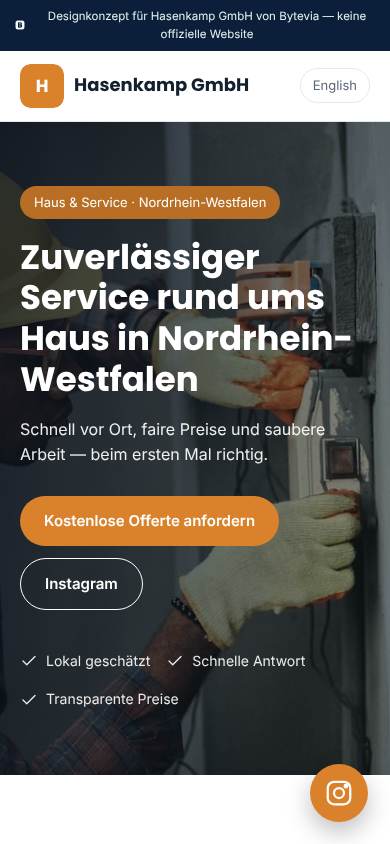 B
Designkonzept für Hasenkamp GmbH von Bytevia — keine
offizielle Website
H
Hasenkamp GmbH
English
Haus & Service · Nordrhein-Westfalen
Zuverlässiger
Service rund ums
Haus in Nordrhein-
Westfalen
Schnell vor Ort, faire Preise und saubere
Arbeit — beim ersten Mal richtig.
Kostenlose Offerte anfordern
Instagram
Lokal geschätzt
Schnelle Antwort
Transparente Preise